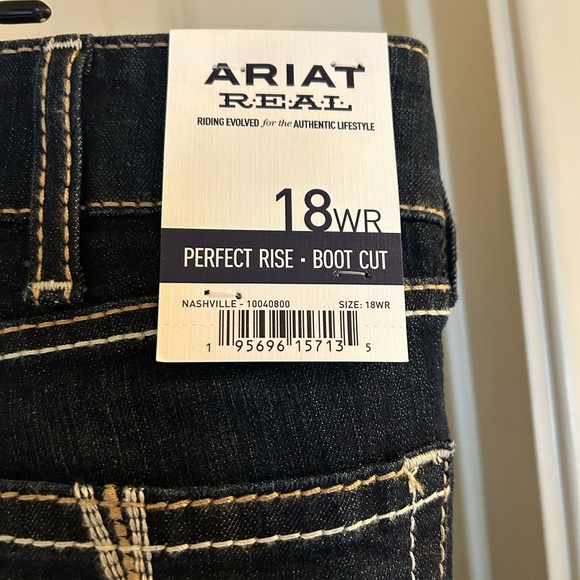 ARIAT
R·E·A·L
RIDING EVOLVED for the AUTHENTIC LIFESTYLE
18WR
PERFECT RISE · BOOT CUT
NASHVILLE - 10040800 SIZE: 18WR
1 95696 15713 5